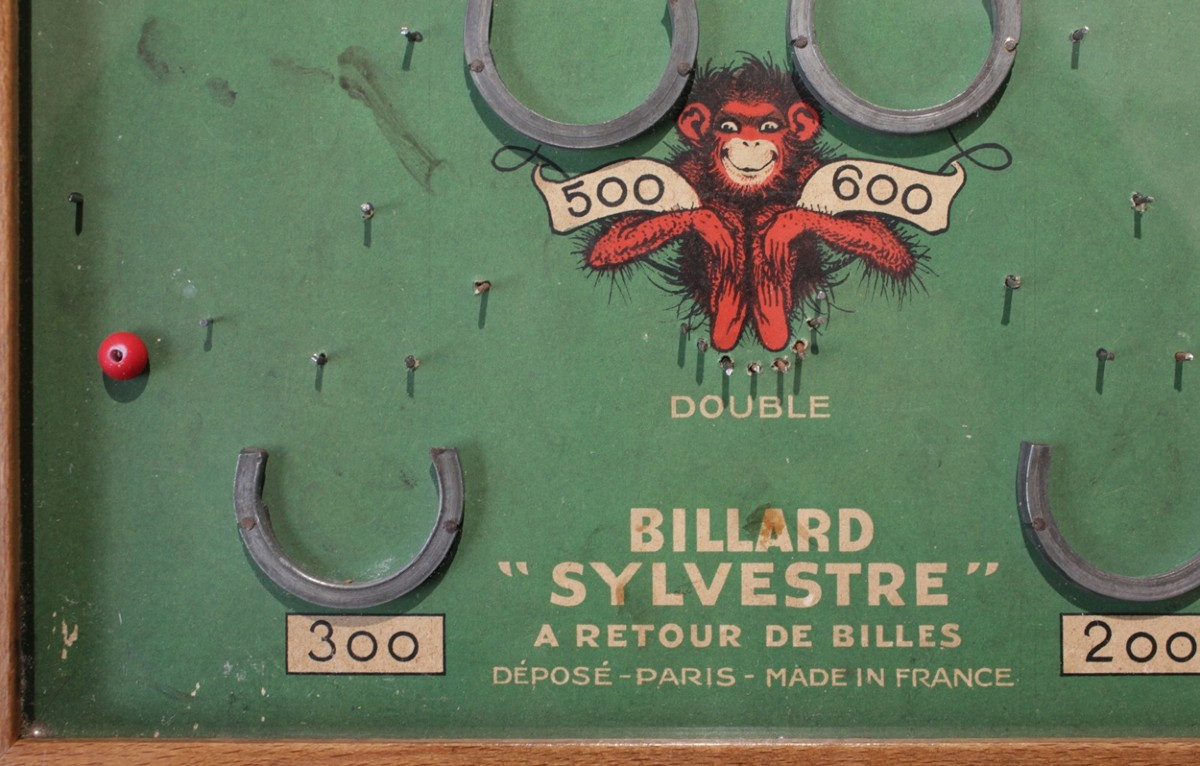 500 600
DOUBLE
BILLARD
"SYLVESTRE"
A RETOUR DE BILLES
300 200
DÉPOSÉ - PARIS - MADE IN FRANCE